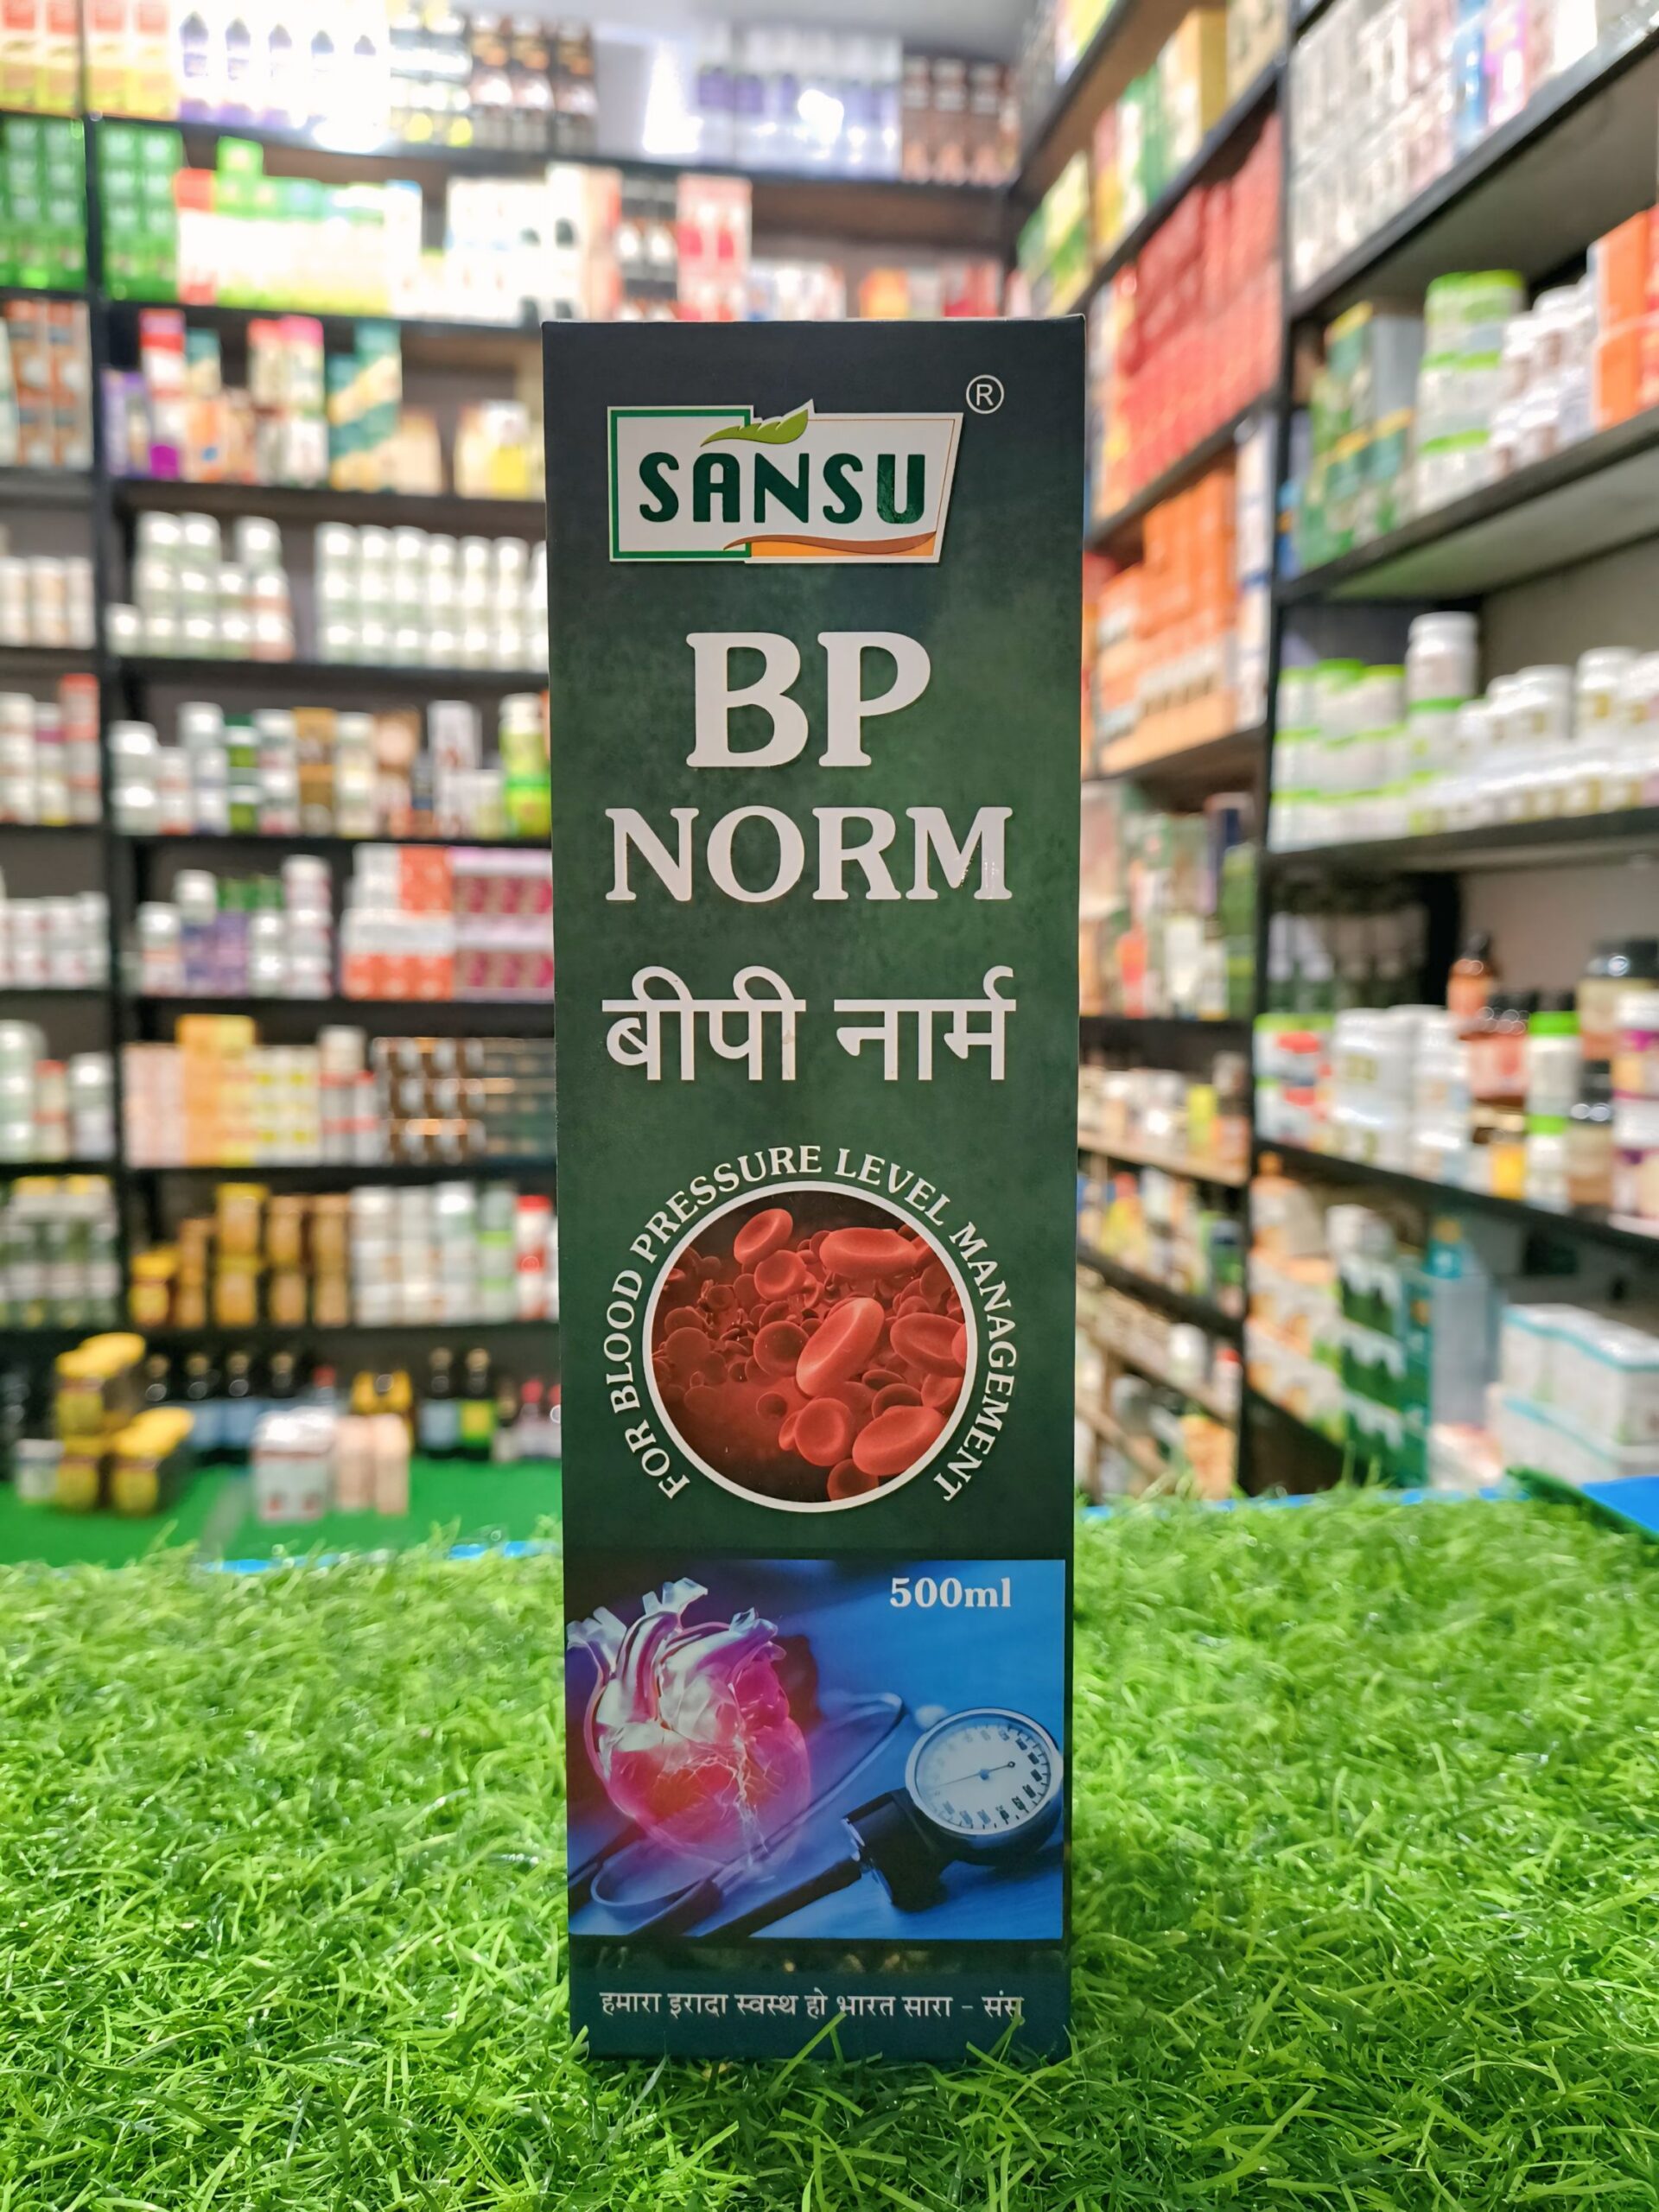 ®
SANSU
BP
NORM
बीपी नार्म
FOR BLOOD PRESSURE LEVEL MANAGEMENT
500ml
हमारा इरादा स्वस्थ हो भारत सारा -